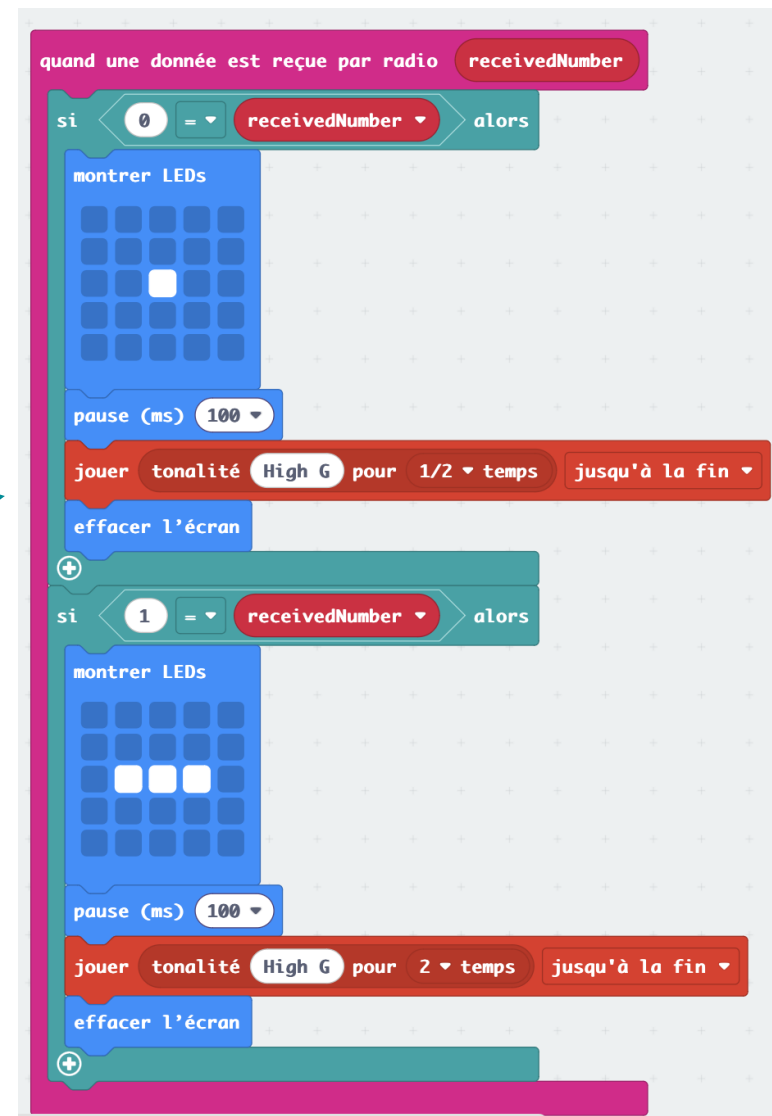 quand une donnée est reçue par radio receivedNumber
si 0 = receivedNumber alors
montrer LEDs
pause (ms) 100
jouer tonalité High G pour 1/2 temps jusqu'à la fin
effacer l’écran
si 1 = receivedNumber alors
montrer LEDs
pause (ms) 100
jouer tonalité High G pour 2 temps jusqu'à la fin
effacer l’écran